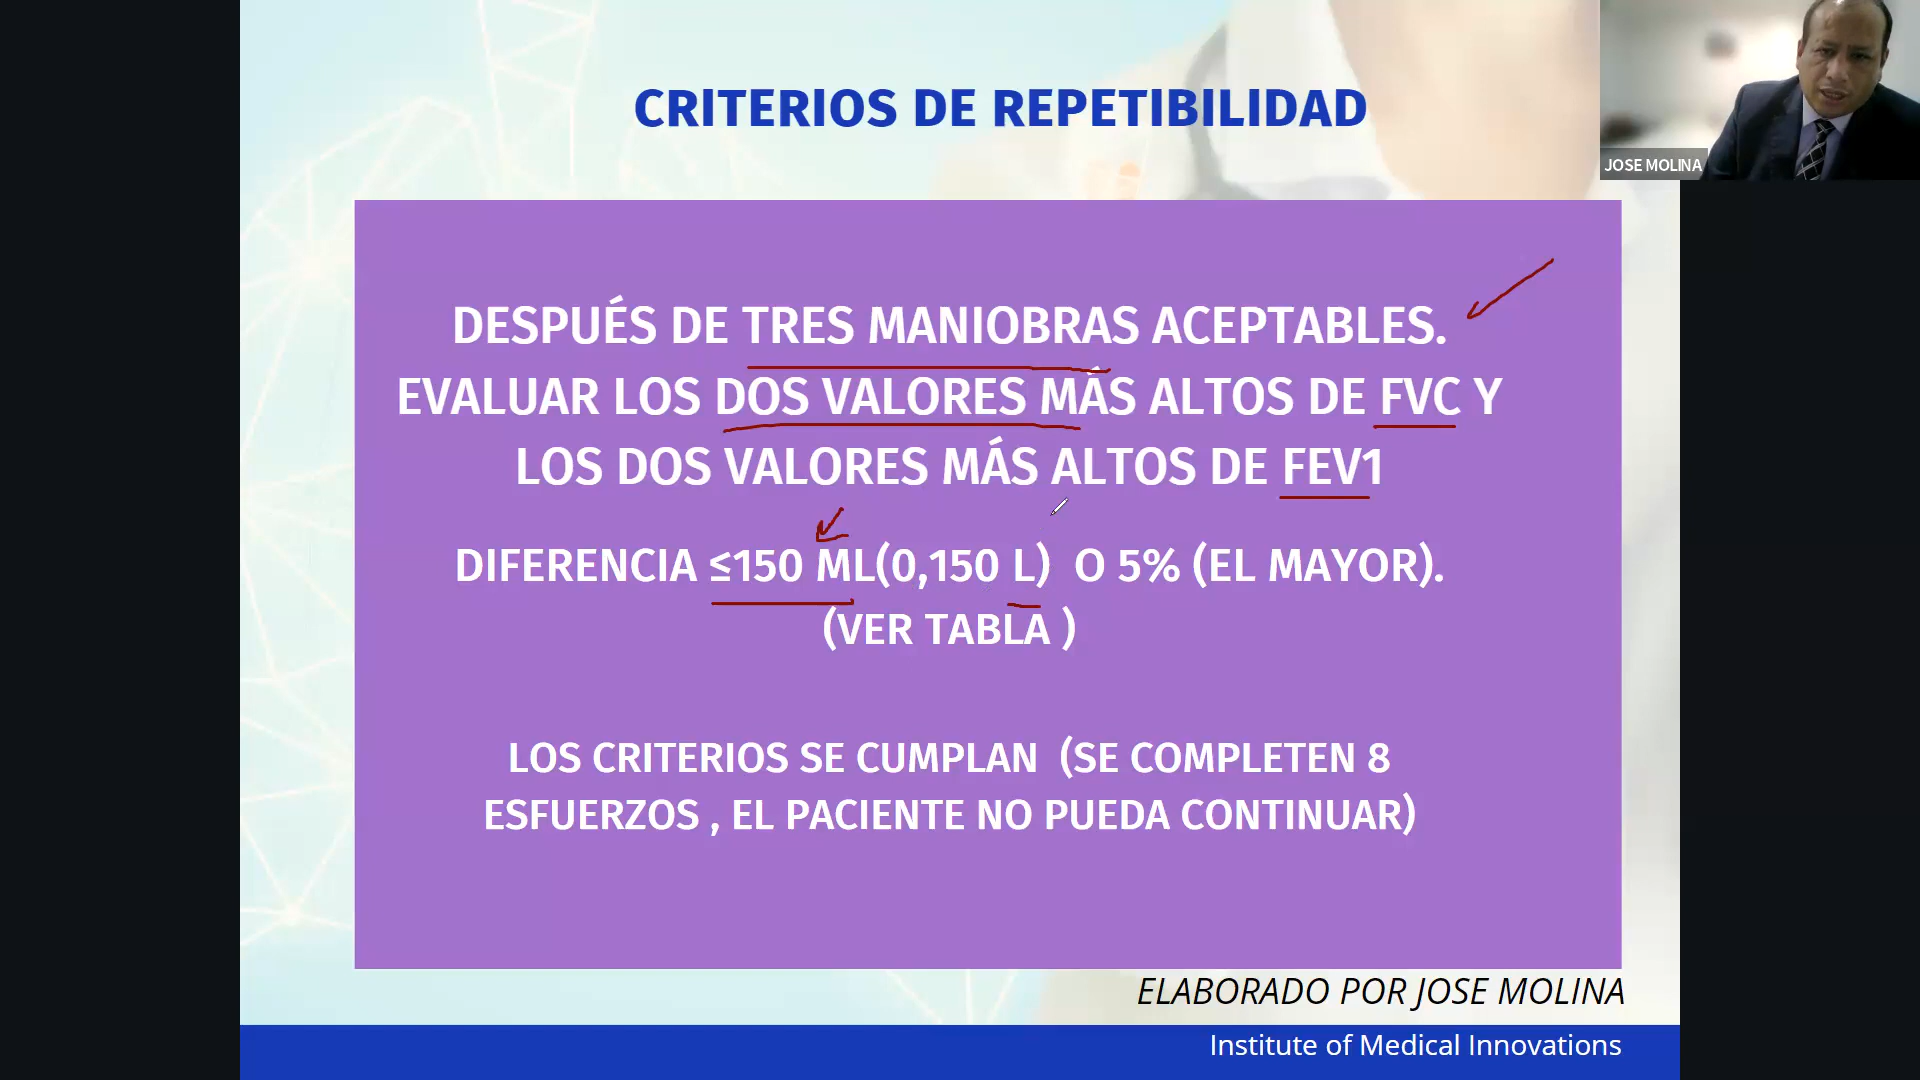 CRITERIOS DE REPETIBILIDAD
JOSE MOLINA
DESPUÉS DE TRES MANIOBRAS ACEPTABLES.
EVALUAR LOS DOS VALORES MÁS ALTOS DE FVC Y
LOS DOS VALORES MÁS ALTOS DE FEV1
DIFERENCIA ≤150 ML(0,150 L) O 5% (EL MAYOR).
(VER TABLA )
LOS CRITERIOS SE CUMPLAN (SE COMPLETEN 8
ESFUERZOS , EL PACIENTE NO PUEDA CONTINUAR)
ELABORADO POR JOSE MOLINA
Institute of Medical Innovations